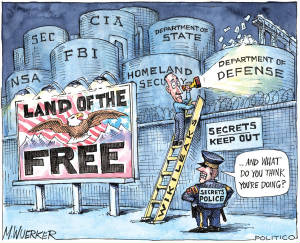 CIA
DEPARTMENT
OF
STATE
SEC
FBI
NSA
HOMELAND
SECU
DEPARTMENT OF
DEFENSE
LAND OF THE
FREE
WIKILEAKS
SECRETS
KEEP OUT
...AND WHAT
DO YOU THINK
YOU'RE DOING?
SECRETS
POLICE
M.WUERKER
POLITICO